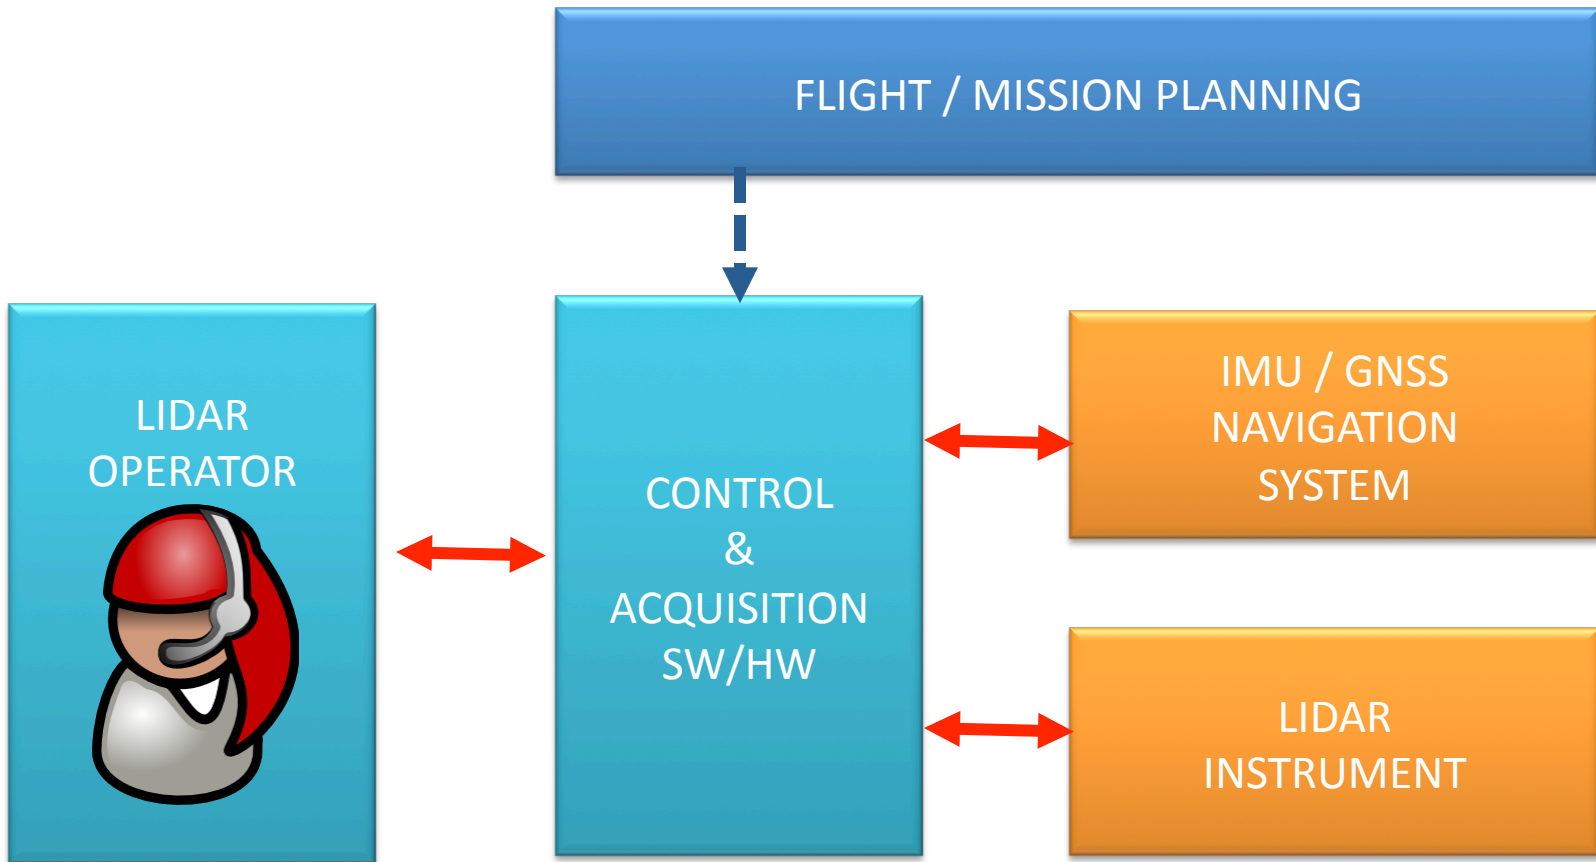 FLIGHT / MISSION PLANNING
LIDAR
OPERATOR
CONTROL
&
ACQUISITION
SW/HW
IMU / GNSS
NAVIGATION
SYSTEM
LIDAR
INSTRUMENT